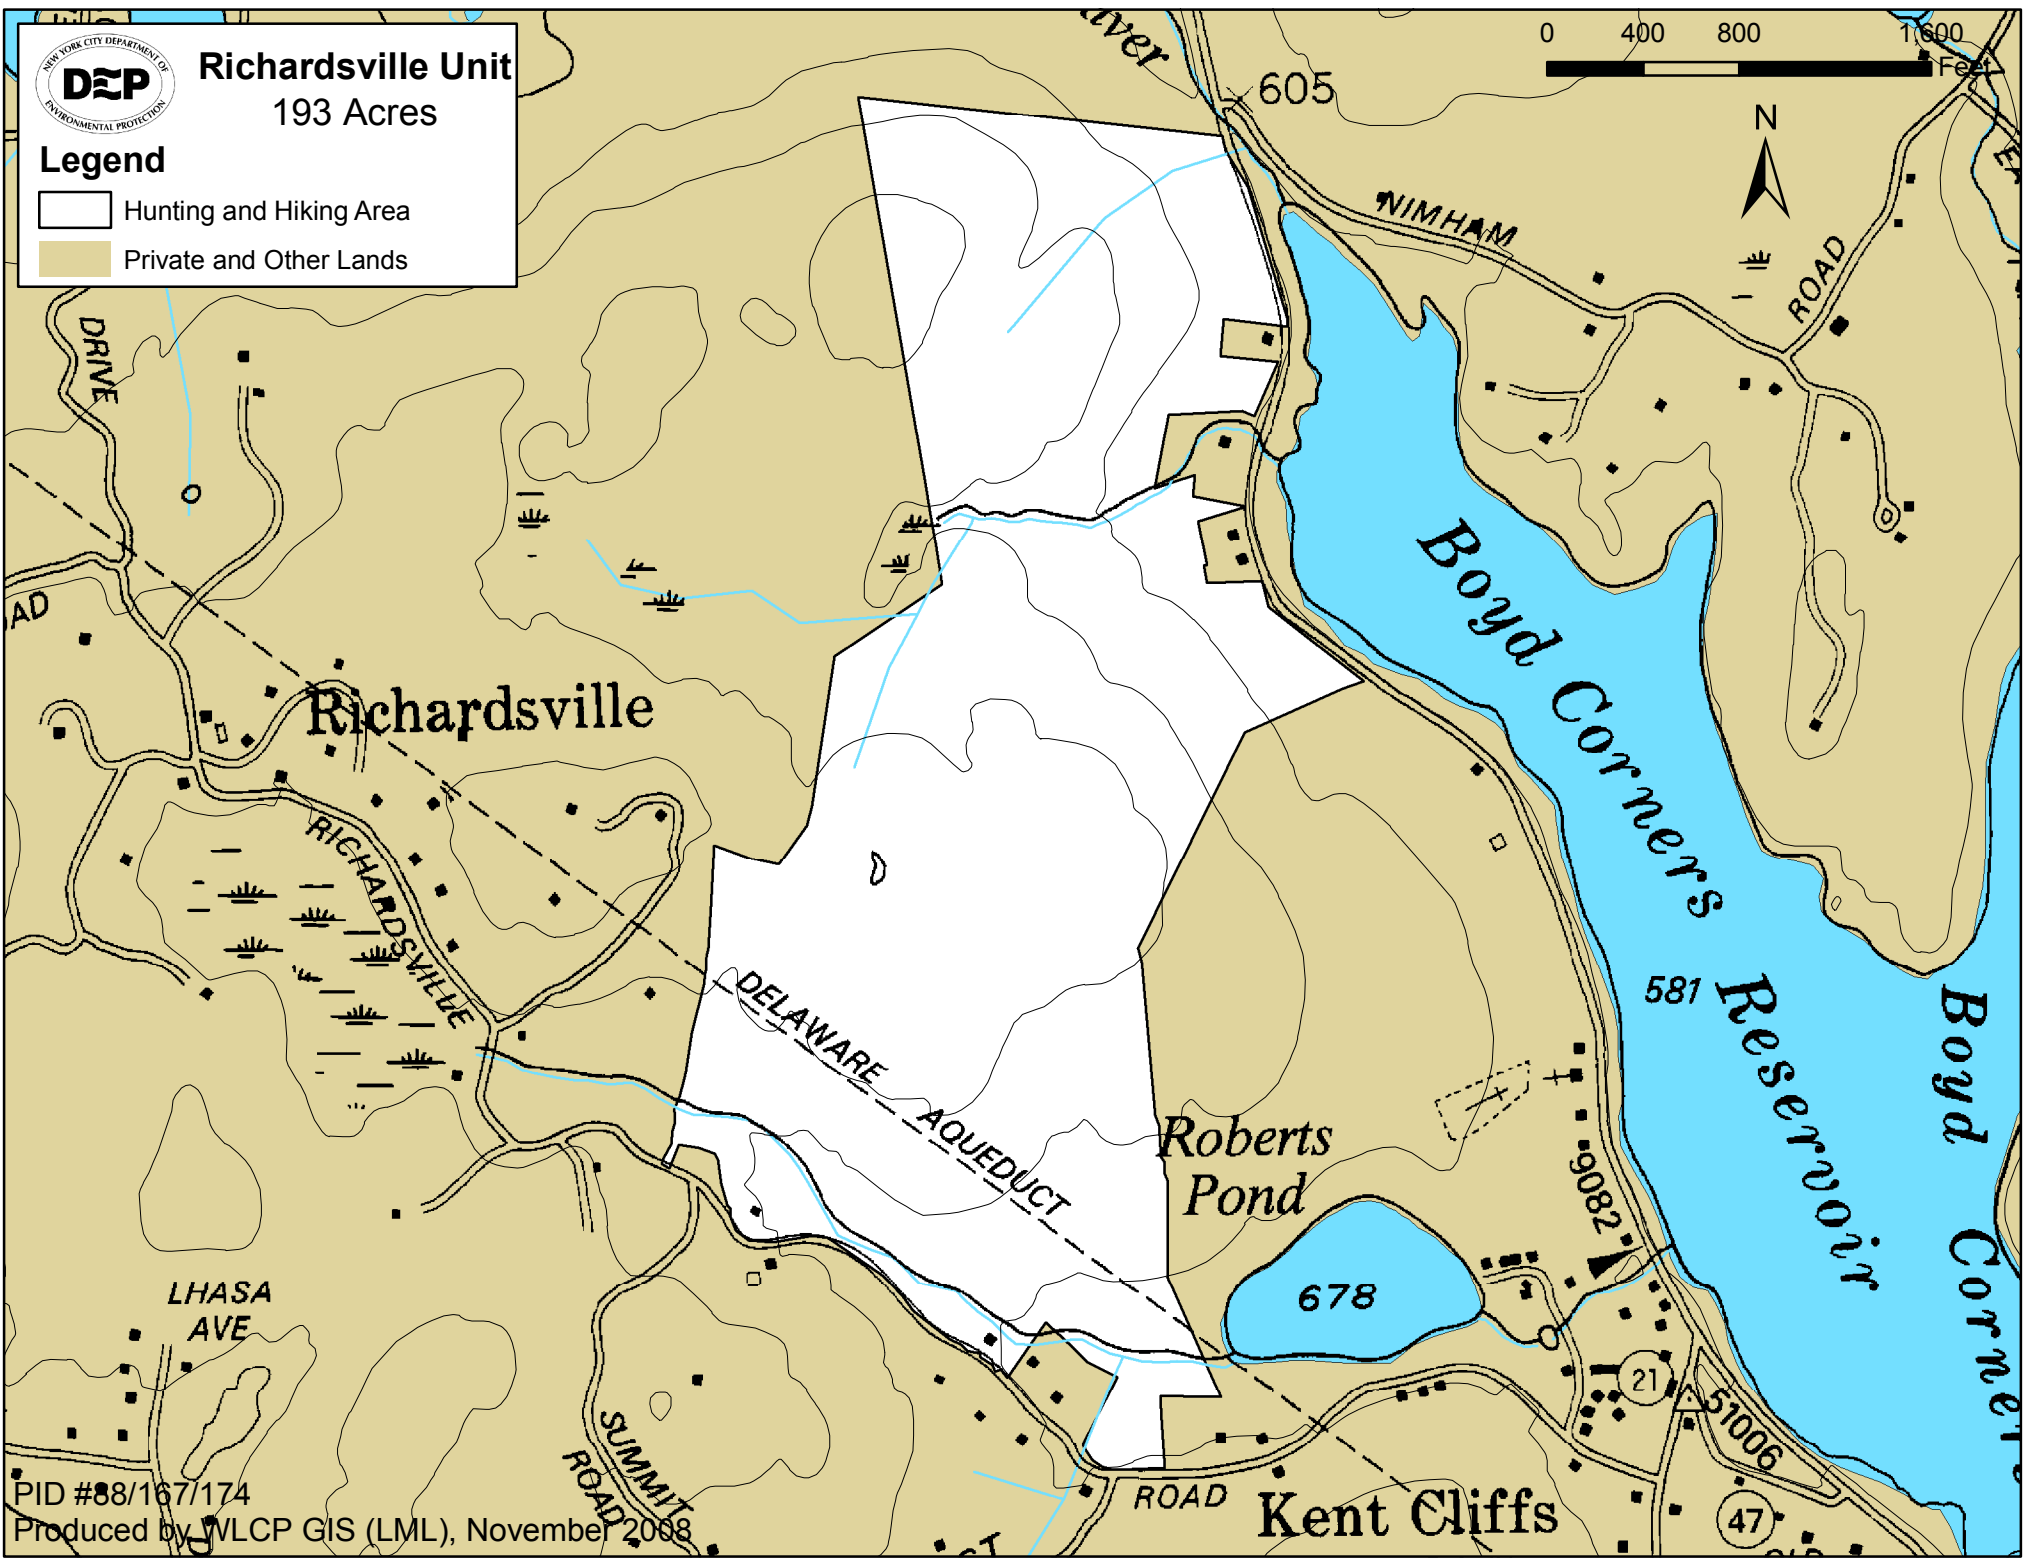 NEW YORK CITY DEPARTMENT OF
DEP
ENVIRONMENTAL PROTECTION
Richardsville Unit
193 Acres
Legend
Hunting and Hiking Area
Private and Other Lands
0 400 800 1,600
Feet
N
605
NIMHAM
ROAD
DRIVE
Richardsville
RICHARDSVILLE
Boyd Corners Reservoir
581
Boyd
DELAWARE AQUEDUCT
Roberts
Pond
678
9082
LHASA
AVE
SUMMIT
ROAD
21
51006
47
ROAD
Kent Cliffs
PID #88/167/174
Produced by WLCP GIS (LML), November 2008